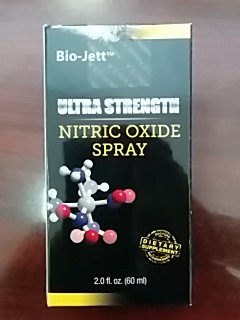 Bio-Jett™
ULTRA STRENGTH
NITRIC OXIDE
SPRAY
DIETARY
SUPPLEMENT
2.0 fl. oz. (60 ml)